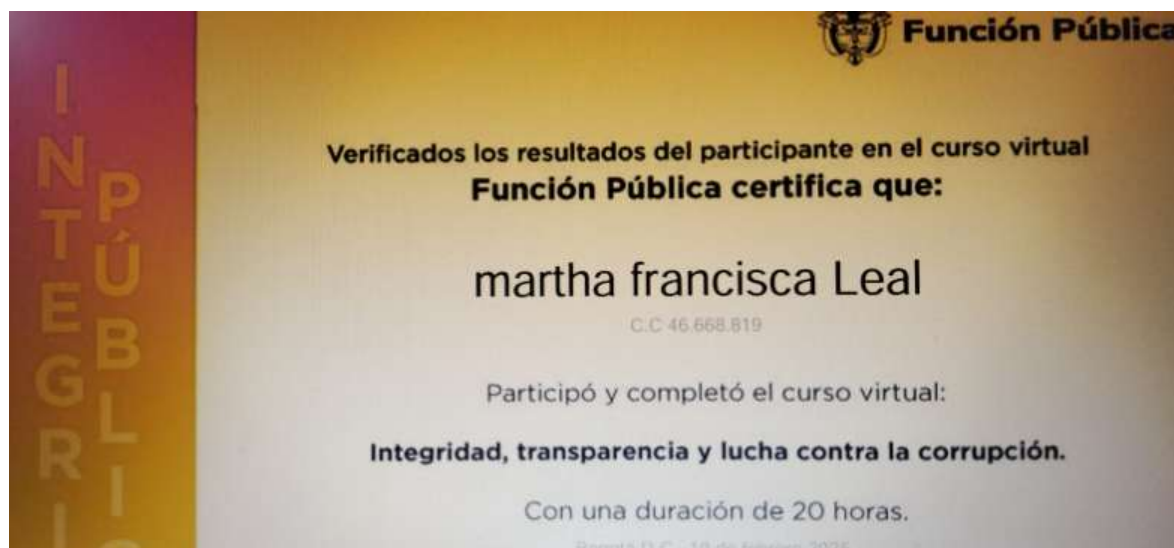 Función Pública
INTEGRI
PÚBLIC
Verificados los resultados del participante en el curso virtual
Función Pública certifica que:
martha francisca Leal
C.C 46.668.819
Participó y completó el curso virtual:
Integridad, transparencia y lucha contra la corrupción.
Con una duración de 20 horas.